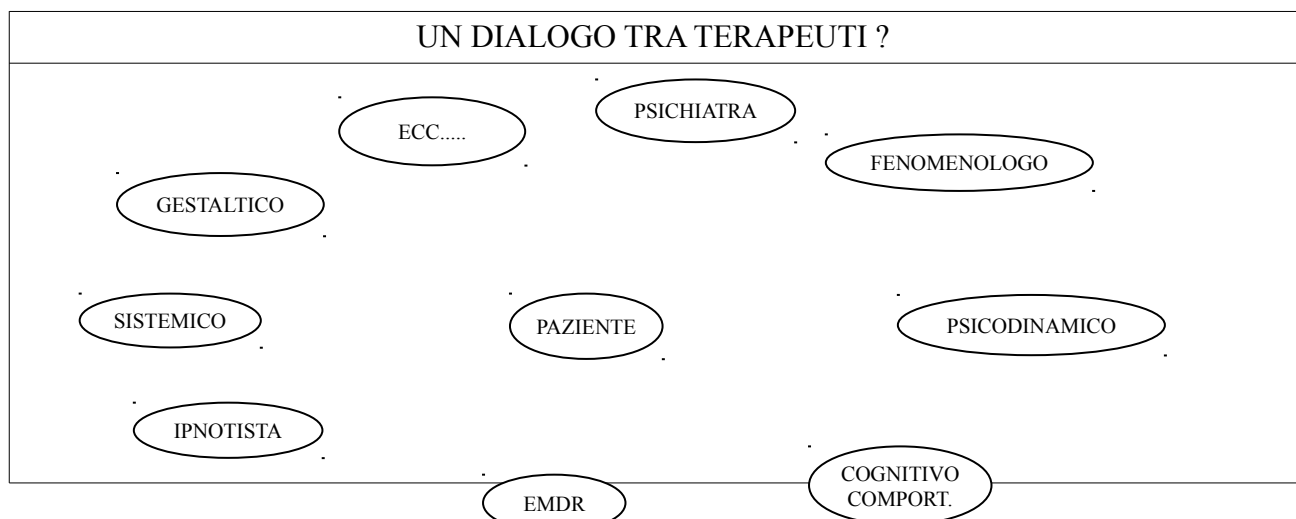 UN DIALOGO TRA TERAPEUTI ?
PSICHIATRA
ECC.....
FENOMENOLOGO
GESTALTICO
SISTEMICO
PAZIENTE
PSICODINAMICO
IPNOTISTA
COGNITIVO
COMPORT.
EMDR